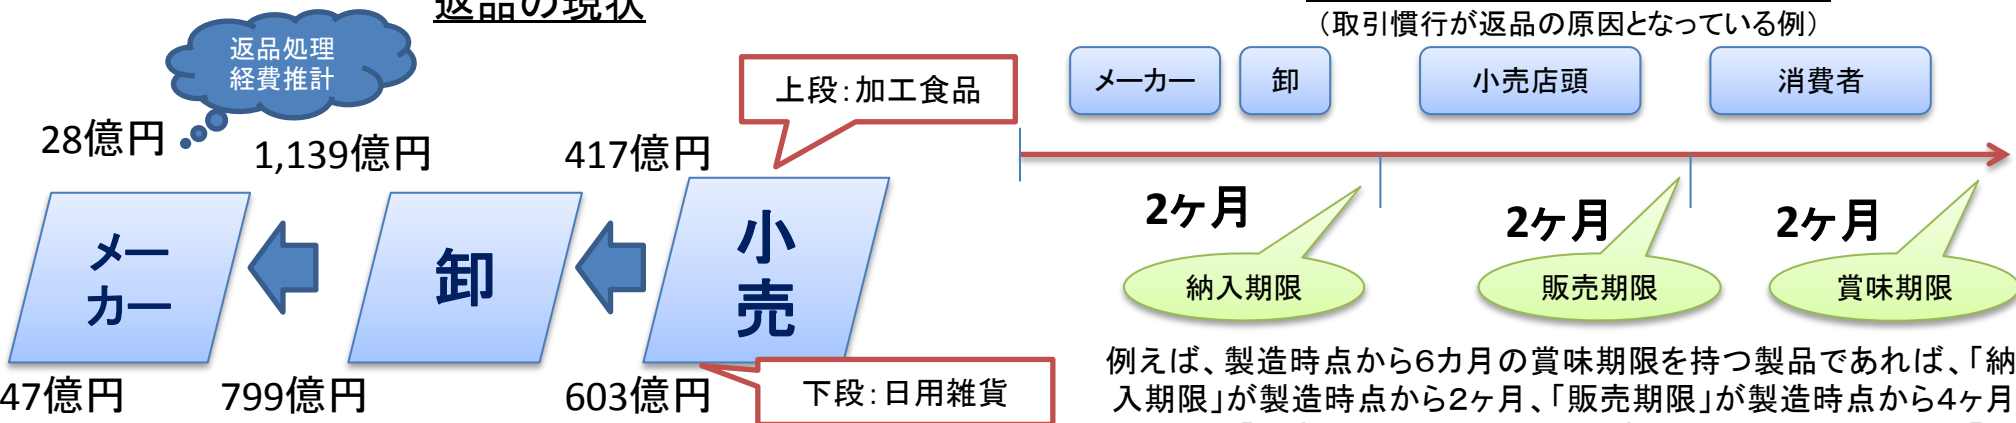 返品の現状
返品処理
経費推計
28億円
1,139億円
417億円
上段：加工食品
メー
カー
卸
小
売
47億円
799億円
603億円
下段：日用雑貨
（取引慣行が返品の原因となっている例）
メーカー
卸
小売店頭
消費者
2ヶ月
2ヶ月
2ヶ月
納入期限
販売期限
賞味期限
例えば、製造時点から6カ月の賞味期限を持つ製品であれば、「納
入期限」が製造時点から2ヶ月、「販売期限」が製造時点から4ヶ月